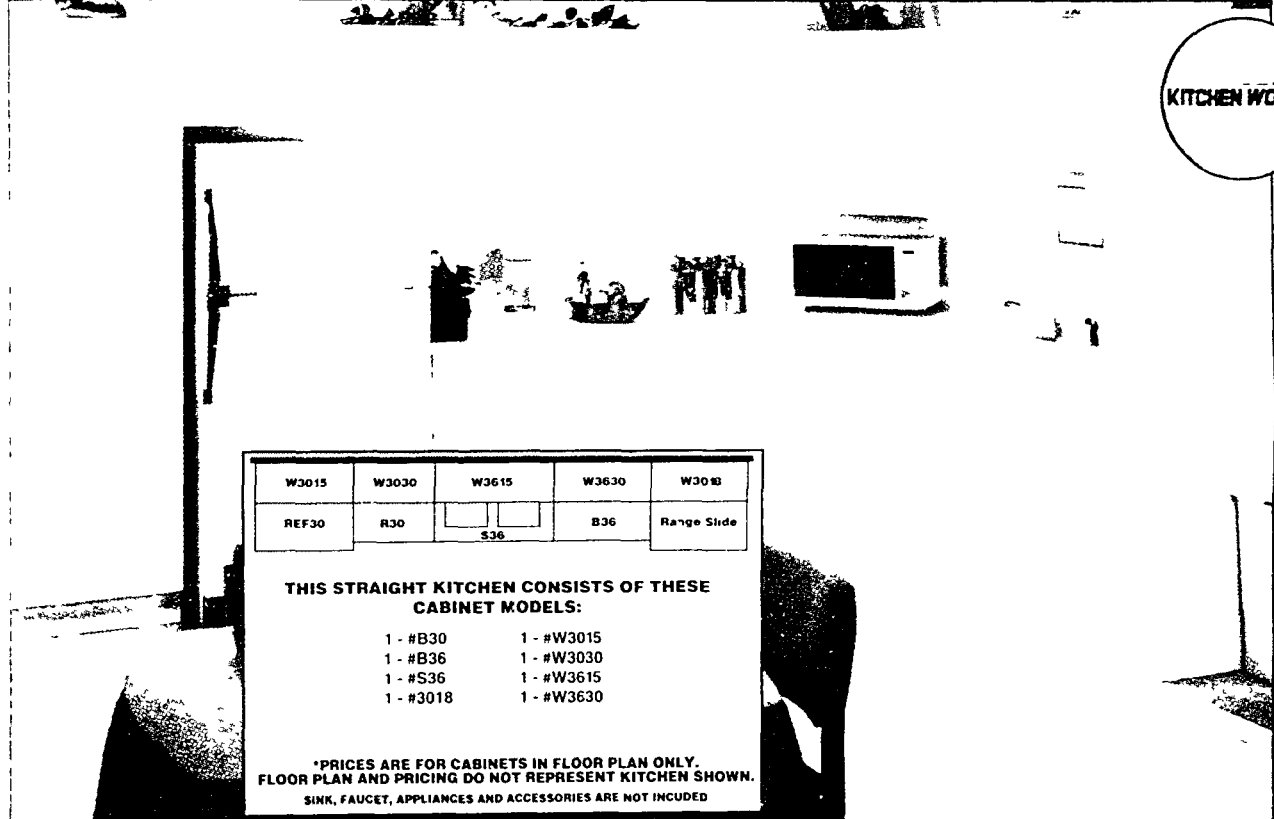 KITCHEN WO
W3015 W3030 W3615 W3630 W3018
REF30 R30 S36 B36 Range Slide
THIS STRAIGHT KITCHEN CONSISTS OF THESE
CABINET MODELS:
1 - #B30 1 - #W3015
1 - #B36 1 - #W3030
1 - #S36 1 - #W3615
1 - #3018 1 - #W3630
*PRICES ARE FOR CABINETS IN FLOOR PLAN ONLY.
FLOOR PLAN AND PRICING DO NOT REPRESENT KITCHEN SHOWN.
SINK, FAUCET, APPLIANCES AND ACCESSORIES ARE NOT INCUDED